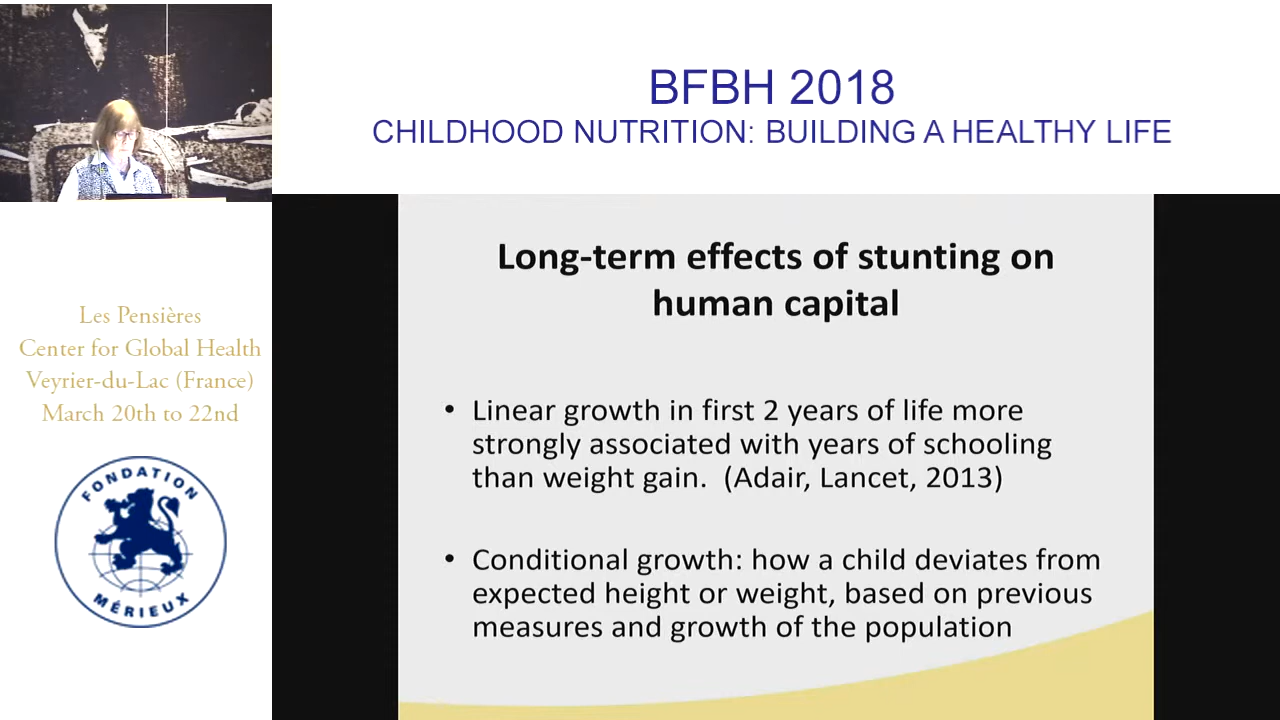 BFBH 2018
CHILDHOOD NUTRITION: BUILDING A HEALTHY LIFE
Les Pensières
Center for Global Health
Veyrier-du-Lac (France)
March 20th to 22nd
FONDATION
MÉRIEUX
Long-term effects of stunting on
human capital
• Linear growth in first 2 years of life more
strongly associated with years of schooling
than weight gain. (Adair, Lancet, 2013)
• Conditional growth: how a child deviates from
expected height or weight, based on previous
measures and growth of the population